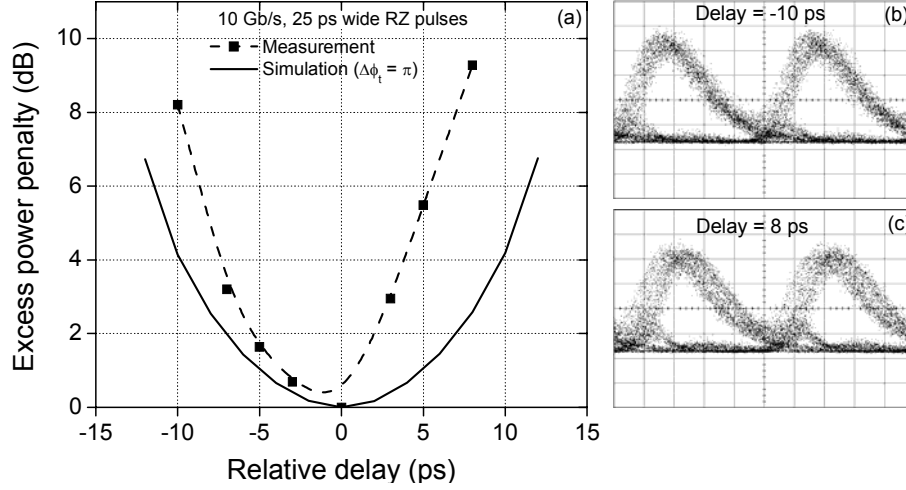 10 Gb/s, 25 ps wide RZ pulses
(a)
Measurement
Simulation (Δϕt = π)
Excess power penalty (dB)
10
8
6
4
2
0
-15
-10
-5
0
5
10
15
Relative delay (ps)
Delay = -10 ps
(b)
Delay = 8 ps
(c)